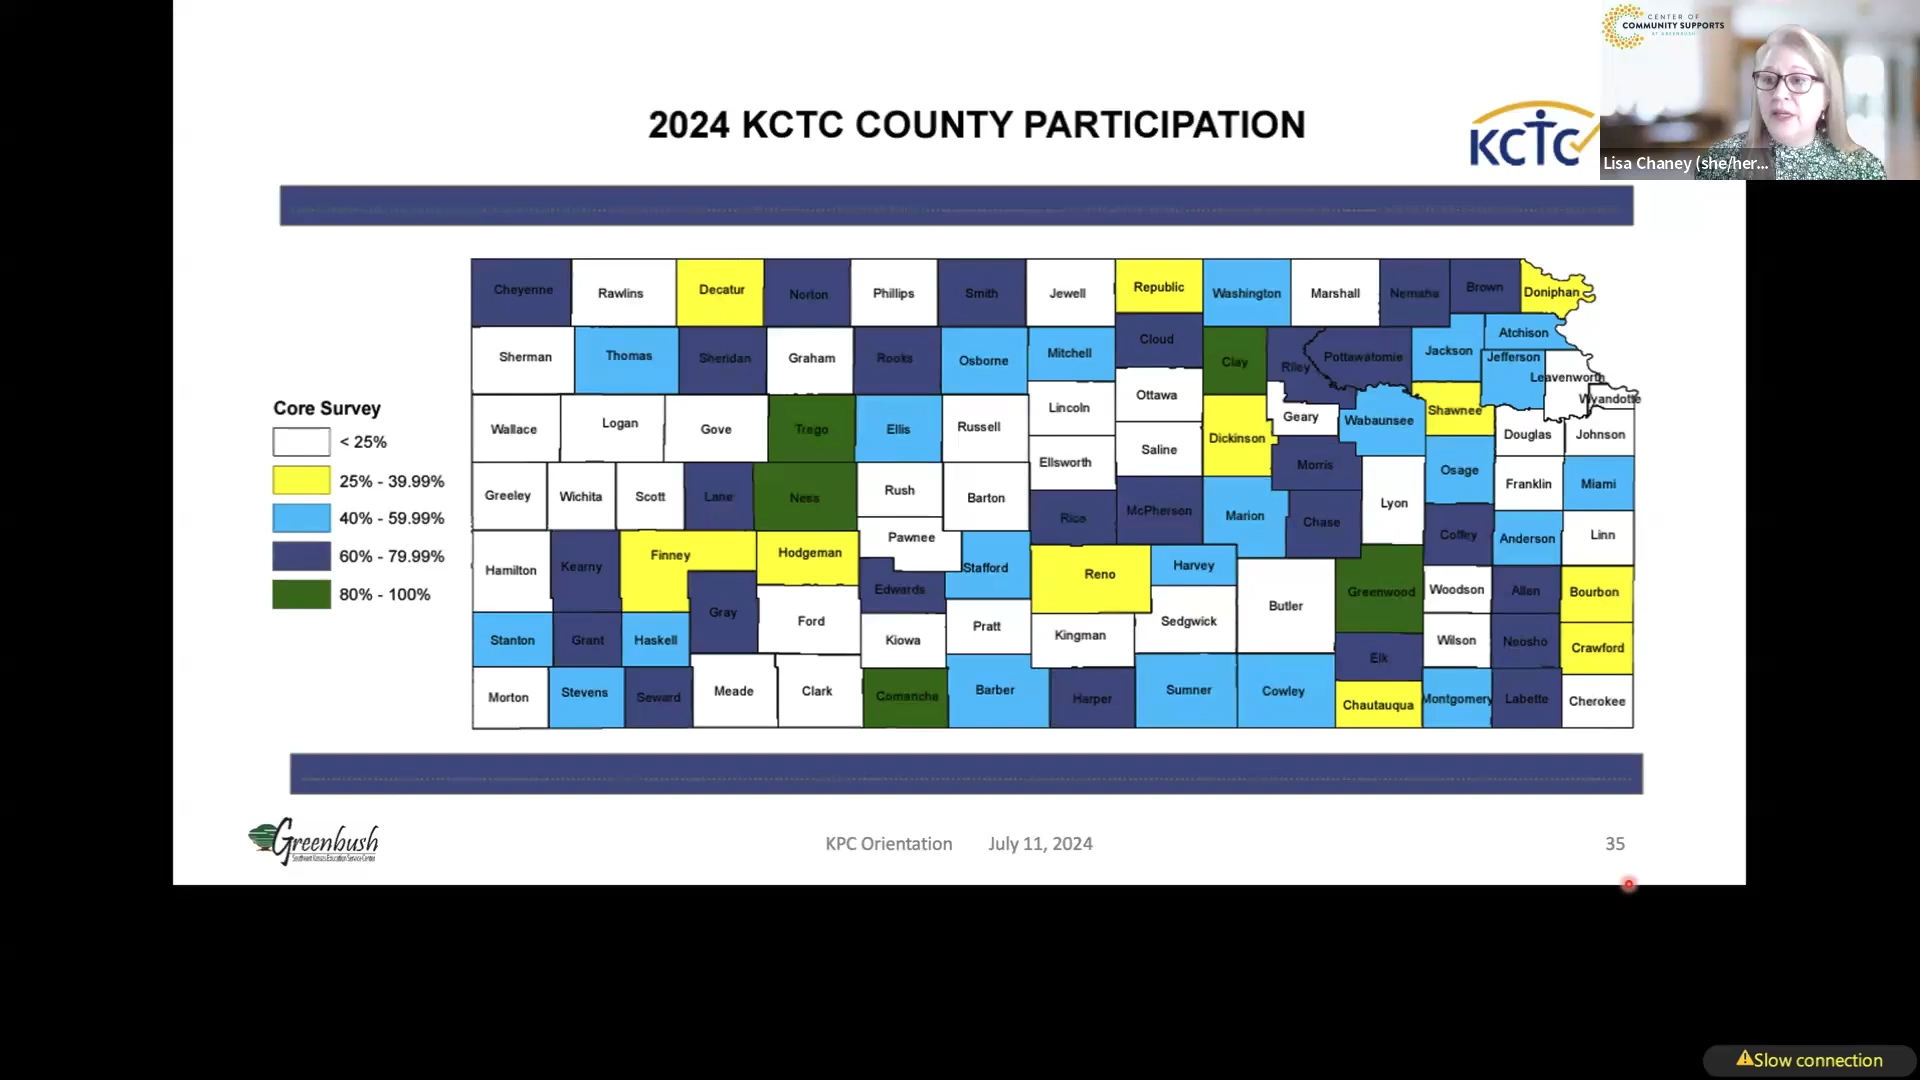 CENTER OF
COMMUNITY SUPPORTS
AT GREENBUSH
2024 KCTC COUNTY PARTICIPATION
KCTC
Lisa Chaney (she/her...
Cheyenne
Rawlins
Decatur
Norton
Phillips
Smith
Jewell
Republic
Washington
Marshall
Nemaha
Brown
Doniphan
Sherman
Thomas
Sheridan
Graham
Rooks
Osborne
Mitchell
Cloud
Clay
Riley
Pottawatomie
Jackson
Atchison
Jefferson
Leavenworth
Wyandotte
Core Survey
< 25%
25% - 39.99%
40% - 59.99%
60% - 79.99%
80% - 100%
Wallace
Logan
Gove
Trego
Ellis
Russell
Lincoln
Ottawa
Dickinson
Geary
Wabaunsee
Shawnee
Douglas
Johnson
Ellsworth
Saline
Morris
Osage
Greeley
Wichita
Scott
Lane
Ness
Rush
Barton
Rice
McPherson
Marion
Chase
Lyon
Franklin
Miami
Hamilton
Kearny
Finney
Hodgeman
Pawnee
Stafford
Reno
Harvey
Coffey
Anderson
Linn
Gray
Ford
Edwards
Sedgwick
Butler
Greenwood
Woodson
Allen
Bourbon
Stanton
Grant
Haskell
Kiowa
Pratt
Kingman
Elk
Wilson
Neosho
Crawford
Morton
Stevens
Seward
Meade
Clark
Comanche
Barber
Harper
Sumner
Cowley
Chautauqua
Montgomery
Labette
Cherokee
Greenbush
Southeast Kansas Education Service Center
KPC Orientation July 11, 2024
35
Slow connection